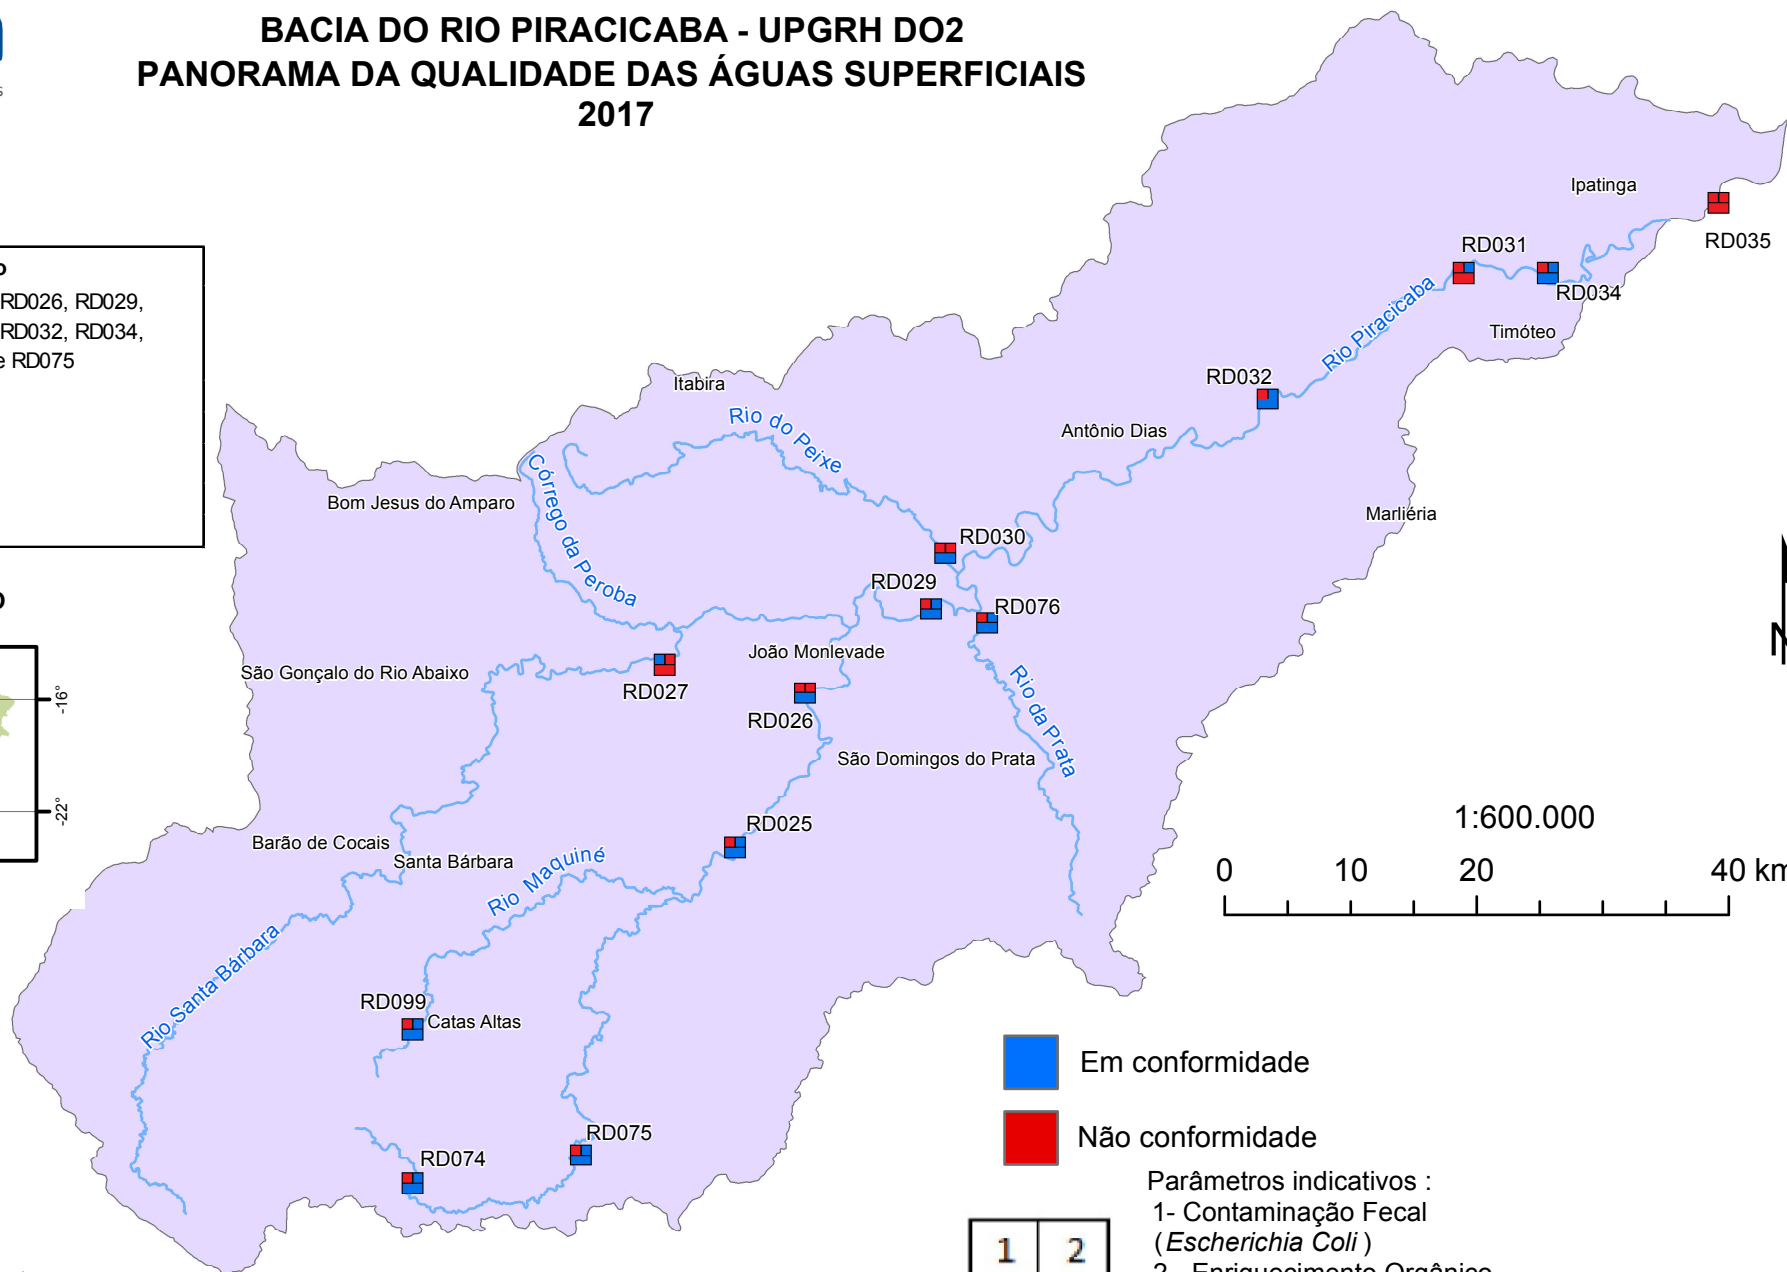 BACIA DO RIO PIRACICABA - UPGRH DO2
PANORAMA DA QUALIDADE DAS ÁGUAS SUPERFICIAIS
2017
RD026, RD029,
RD032, RD034,
e RD075
-16°
-22°
Ipatinga
RD035
RD031
RD034
Timóteo
Rio Piracicaba
RD032
Itabira
Rio do Peixe
Antônio Dias
Córrego da Peroba
Bom Jesus do Amparo
Marliéria
RD030
RD029
RD076
João Monlevade
São Gonçalo do Rio Abaixo
RD027
RD026
Rio da Prata
São Domingos do Prata
RD025
Barão de Cocais
Santa Bárbara
Rio Maquiné
1:600.000
0 10 20 40 km
Rio Santa Bárbara
RD099
Catas Altas
RD075
RD074
Em conformidade
Não conformidade
Parâmetros indicativos :
1- Contaminação Fecal
(Escherichia Coli )
2 - Enriquecimento Orgânico
1 2